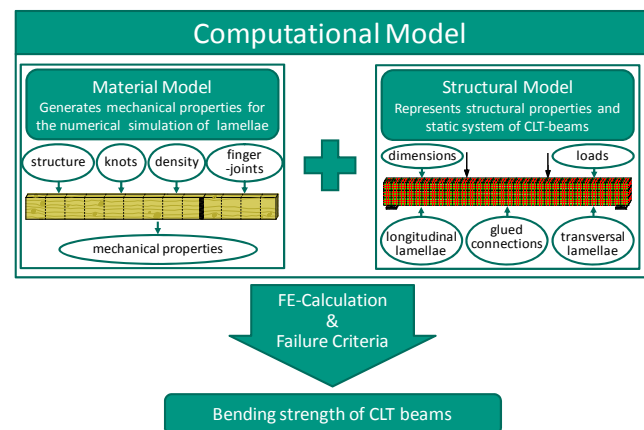 Computational Model
Material Model
Generates mechanical properties for
the numerical simulation of lamellae
structure
knots
density
finger
-joints
mechanical properties
Structural Model
Represents structural properties and
static system of CLT-beams
dimensions
loads
longitudinal
lamellae
glued
connections
transversal
lamellae
FE-Calculation
&
Failure Criteria
Bending strength of CLT beams